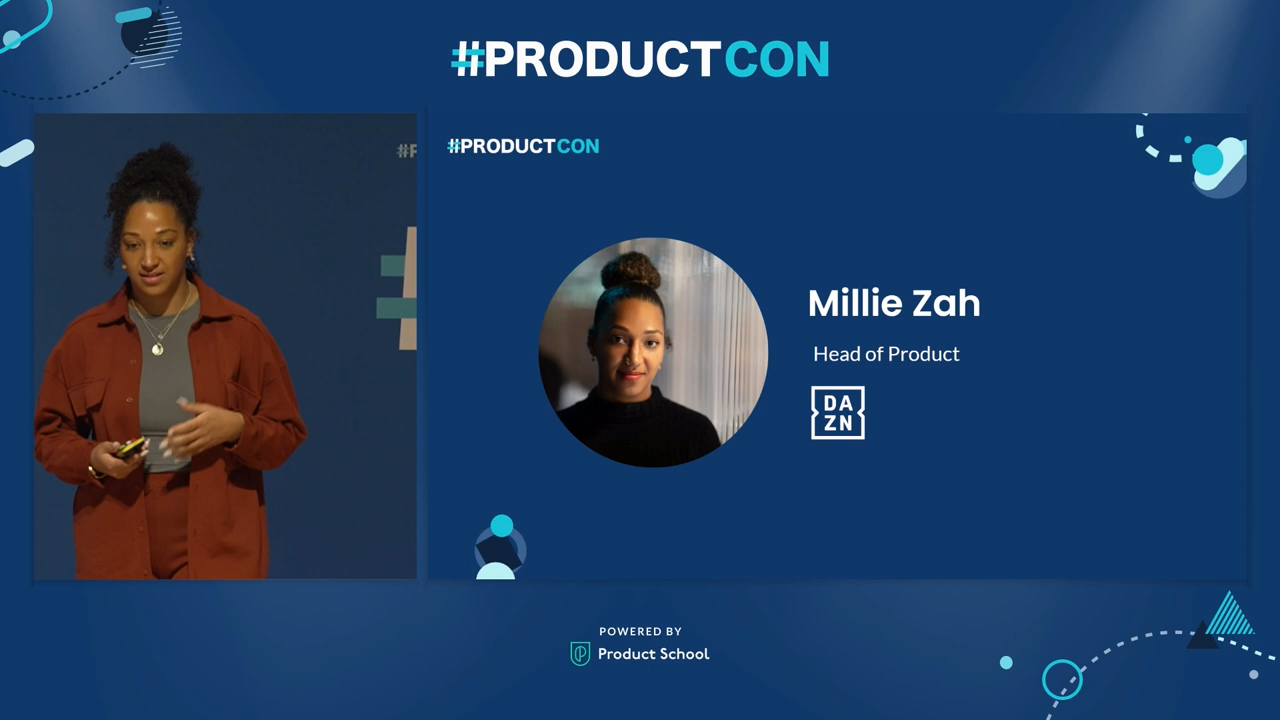 #PRODUCTCON
#P
#PRODUCTCON
Millie Zah
Head of Product
DA
ZN
POWERED BY
Product School